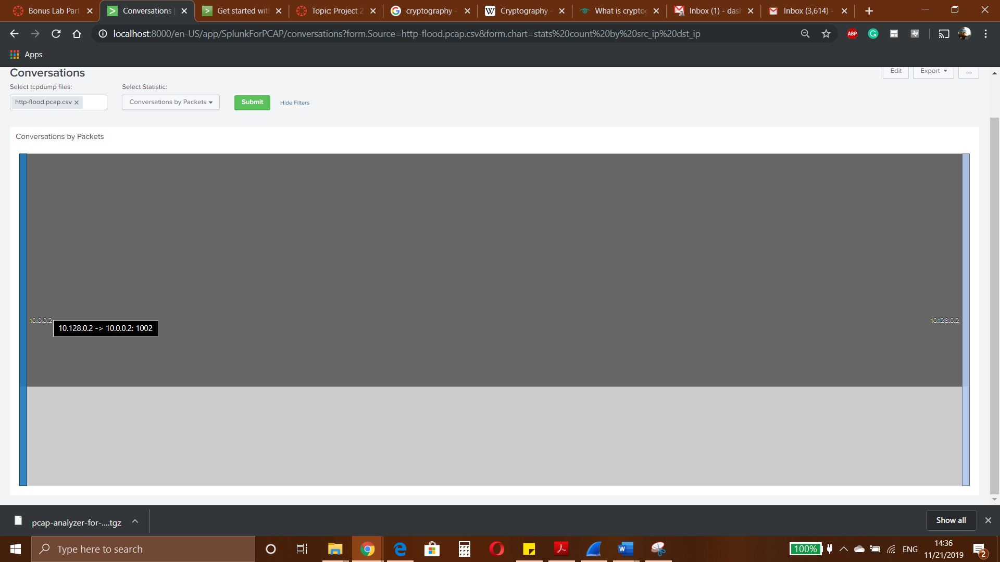 Bonus Lab Part
Conversations |
Get started wit
Topic: Project 2
cryptography -
Cryptography -
What is cryptog
Inbox (1) - dash
Inbox (3,614) -
localhost:8000/en-US/app/SplunkForPCAP/conversations?form.Source=http-flood.pcap.csv&form.chart=stats%20count%20by%20src_ip%20dst_ip
ABP
Apps
Conversations
Edit
Export
...
Select tcpdump files:
Select Statistic:
http-flood.pcap.csv
Conversations by Packets
Submit
Hide Filters
Conversations by Packets
10.0.0.2
10.128.0.2 -> 10.0.0.2: 1002
10.128.0.2
pcap-analyzer-for-....tgz
Show all
Type here to search
100%
ENG
14:36
11/21/2019
2